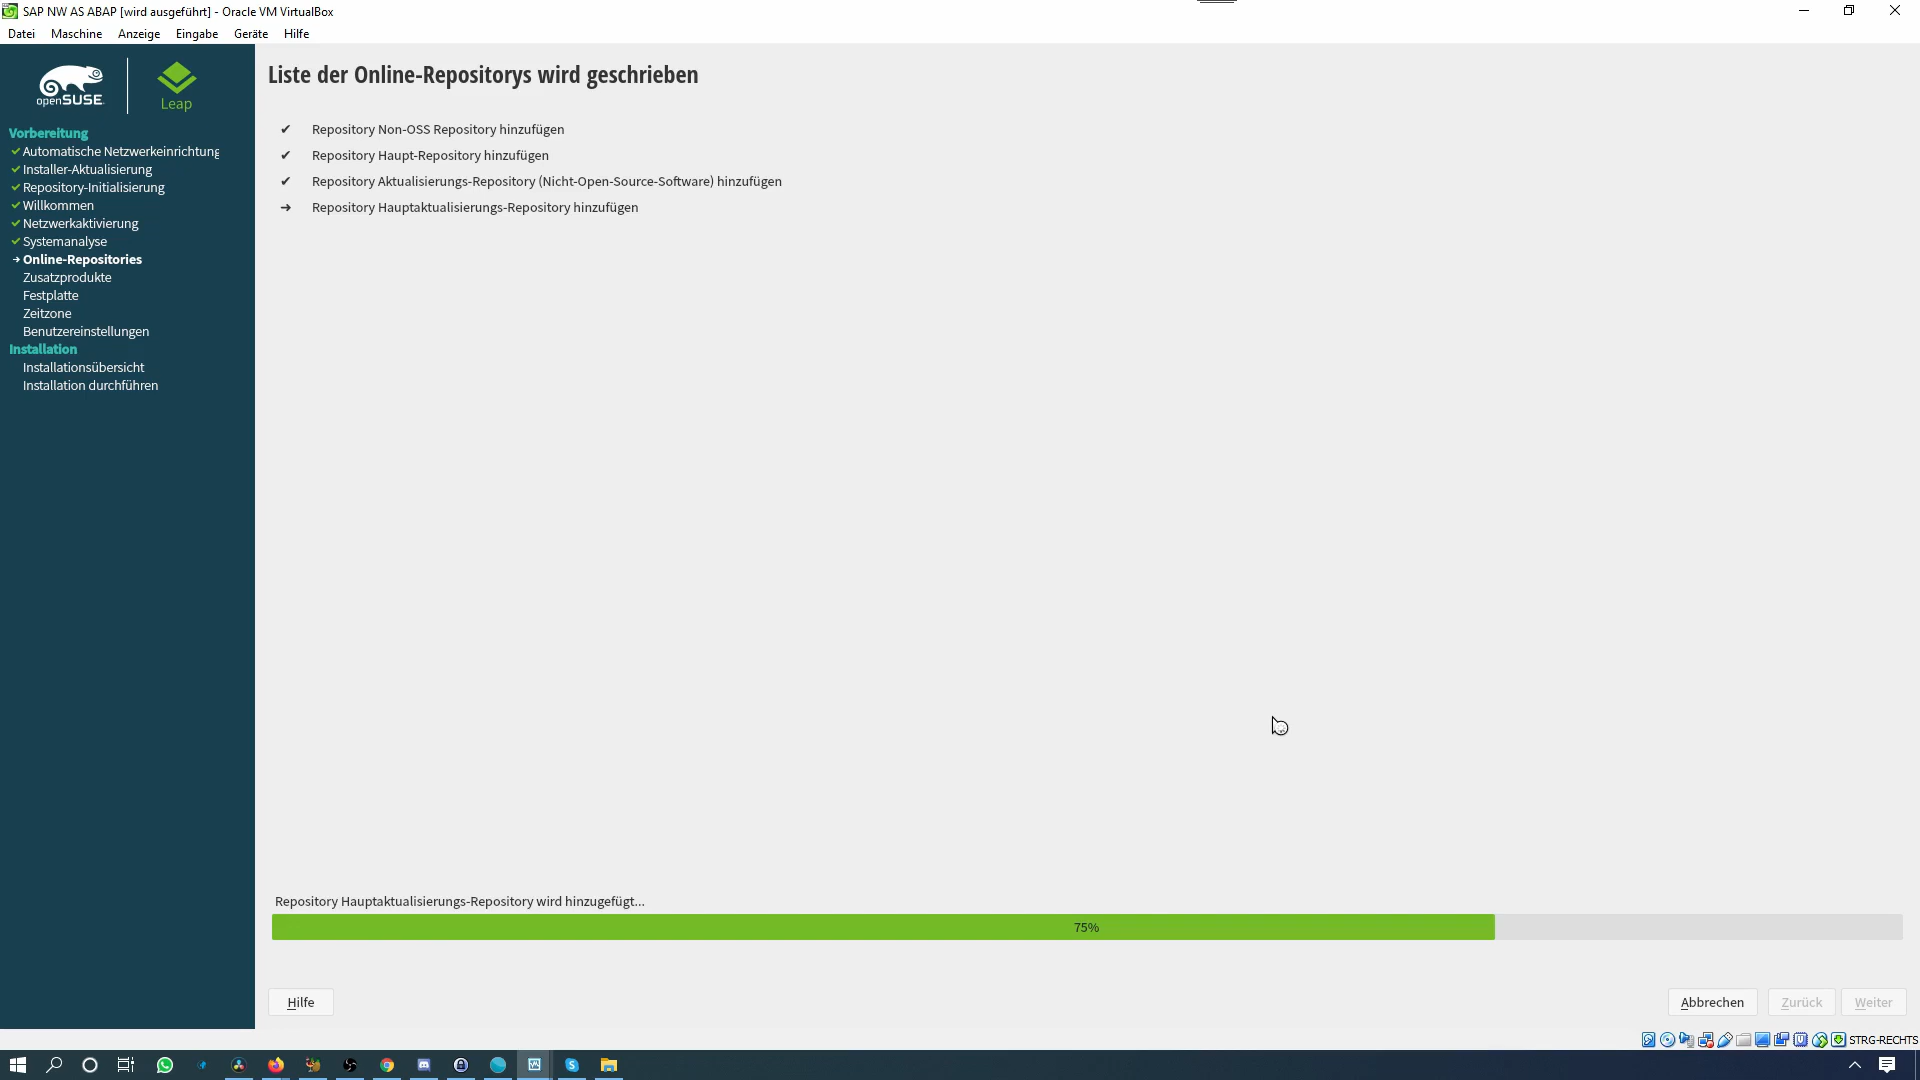 SAP NW AS ABAP [wird ausgeführt] - Oracle VM VirtualBox
Datei Maschine Anzeige Eingabe Geräte Hilfe
openSUSE
Leap
Liste der Online-Repositorys wird geschrieben
Vorbereitung
Automatische Netzwerkeinrichtung
Installer-Aktualisierung
Repository-Initialisierung
Willkommen
Netzwerkaktivierung
Systemanalyse
Online-Repositories
Zusatzprodukte
Festplatte
Zeitzone
Benutzereinstellungen
Installation
Installationsübersicht
Installation durchführen
Repository Non-OSS Repository hinzufügen
Repository Haupt-Repository hinzufügen
Repository Aktualisierungs-Repository (Nicht-Open-Source-Software) hinzufügen
Repository Hauptaktualisierungs-Repository hinzufügen
Repository Hauptaktualisierungs-Repository wird hinzugefügt...
75%
Hilfe
Abbrechen
Zurück
Weiter
STRG-RECHTS